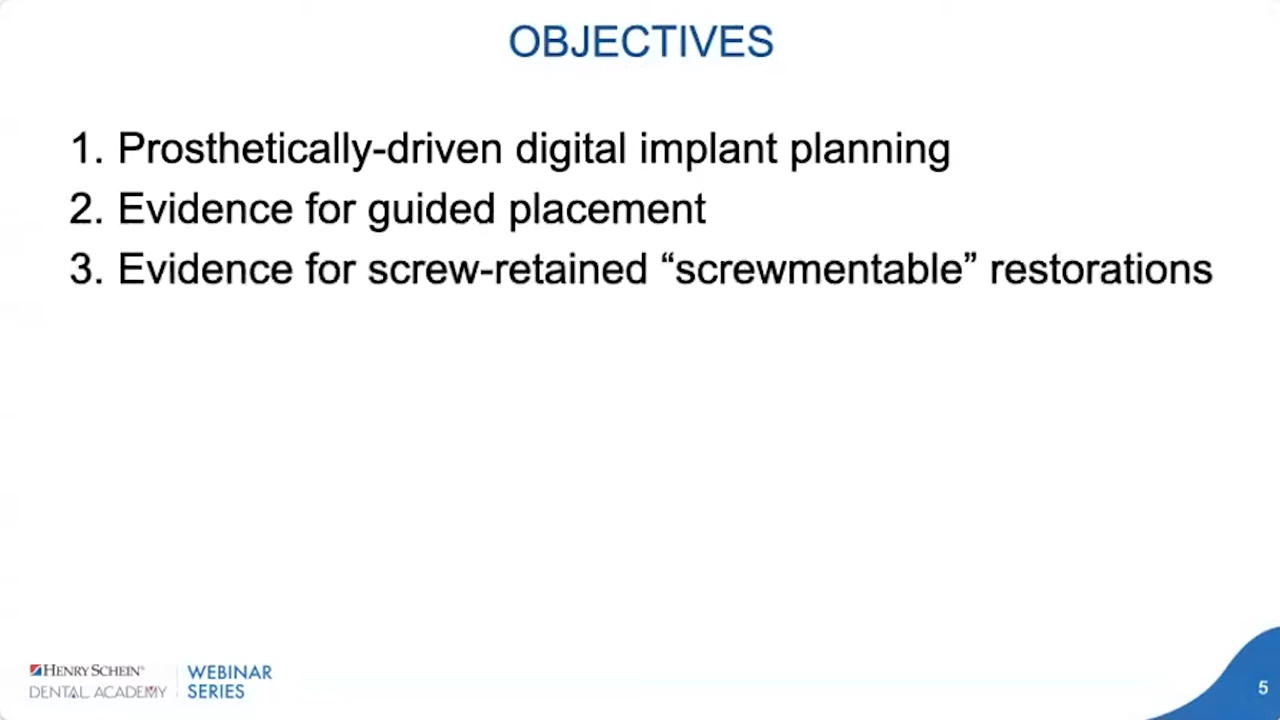 OBJECTIVES
1. Prosthetically-driven digital implant planning
2. Evidence for guided placement
3. Evidence for screw-retained “screwmentable” restorations
HENRY SCHEIN®
DENTAL ACADEMY
WEBINAR
SERIES
5